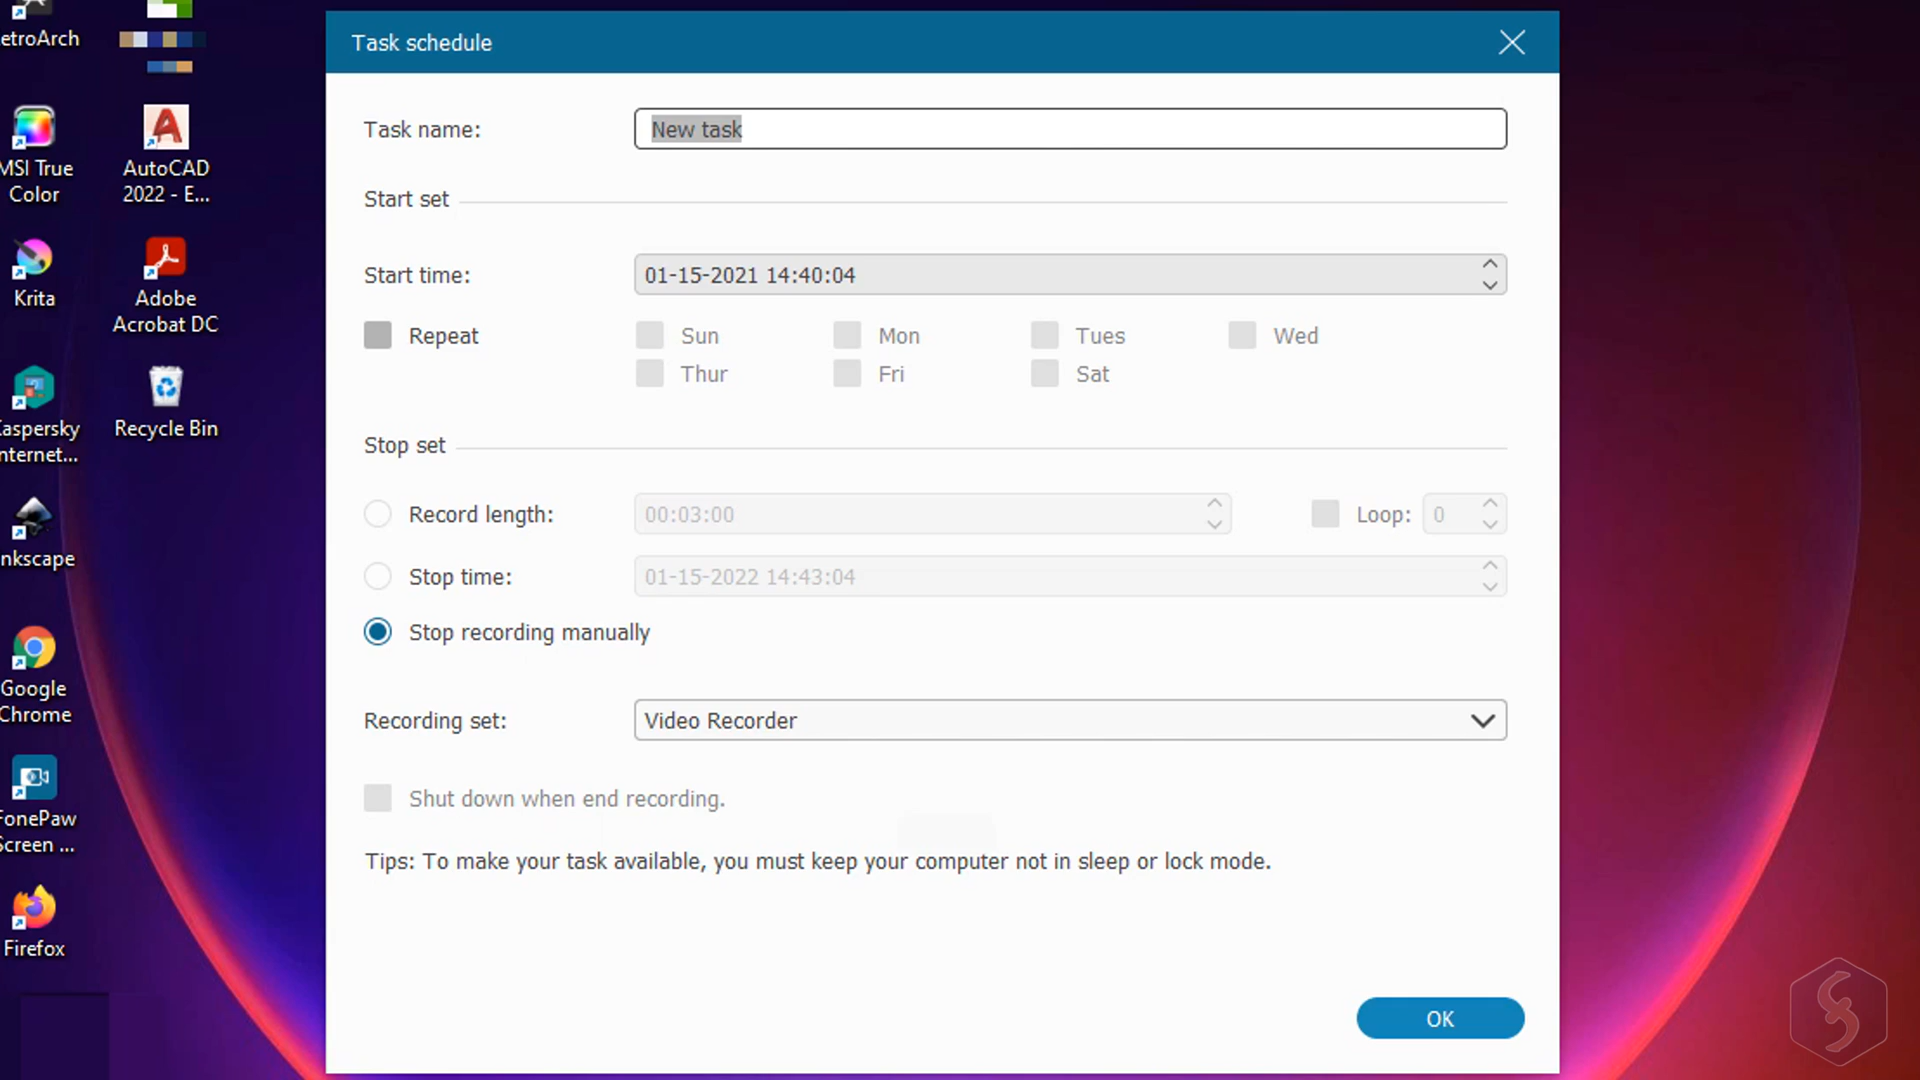 etroArch
MSI True
Color
AutoCAD
2022 - E...
Krita
Adobe
Acrobat DC
Kaspersky
nternet...
Recycle Bin
nkscape
Google
Chrome
FonePaw
Screen ...
Firefox
Task schedule
Task name: New task
Start set
Start time: 01-15-2021 14:40:04
Repeat Sun Mon Tues Wed
Thur Fri Sat
Stop set
Record length: 00:03:00 Loop: 0
Stop time: 01-15-2022 14:43:04
Stop recording manually
Recording set: Video Recorder
Shut down when end recording.
Tips: To make your task available, you must keep your computer not in sleep or lock mode.
OK